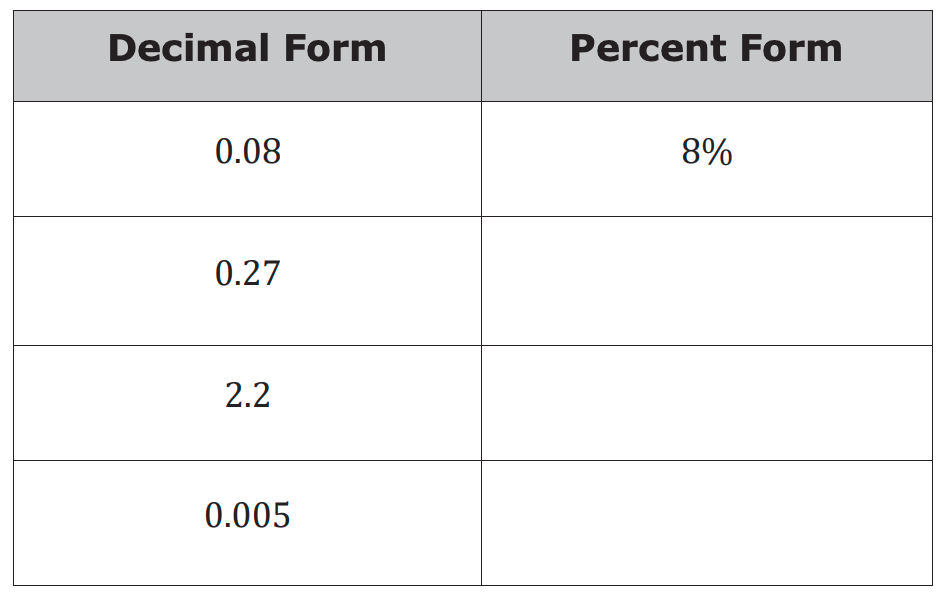 Decimal Form Percent Form
0.08 8%
0.27
2.2
0.005